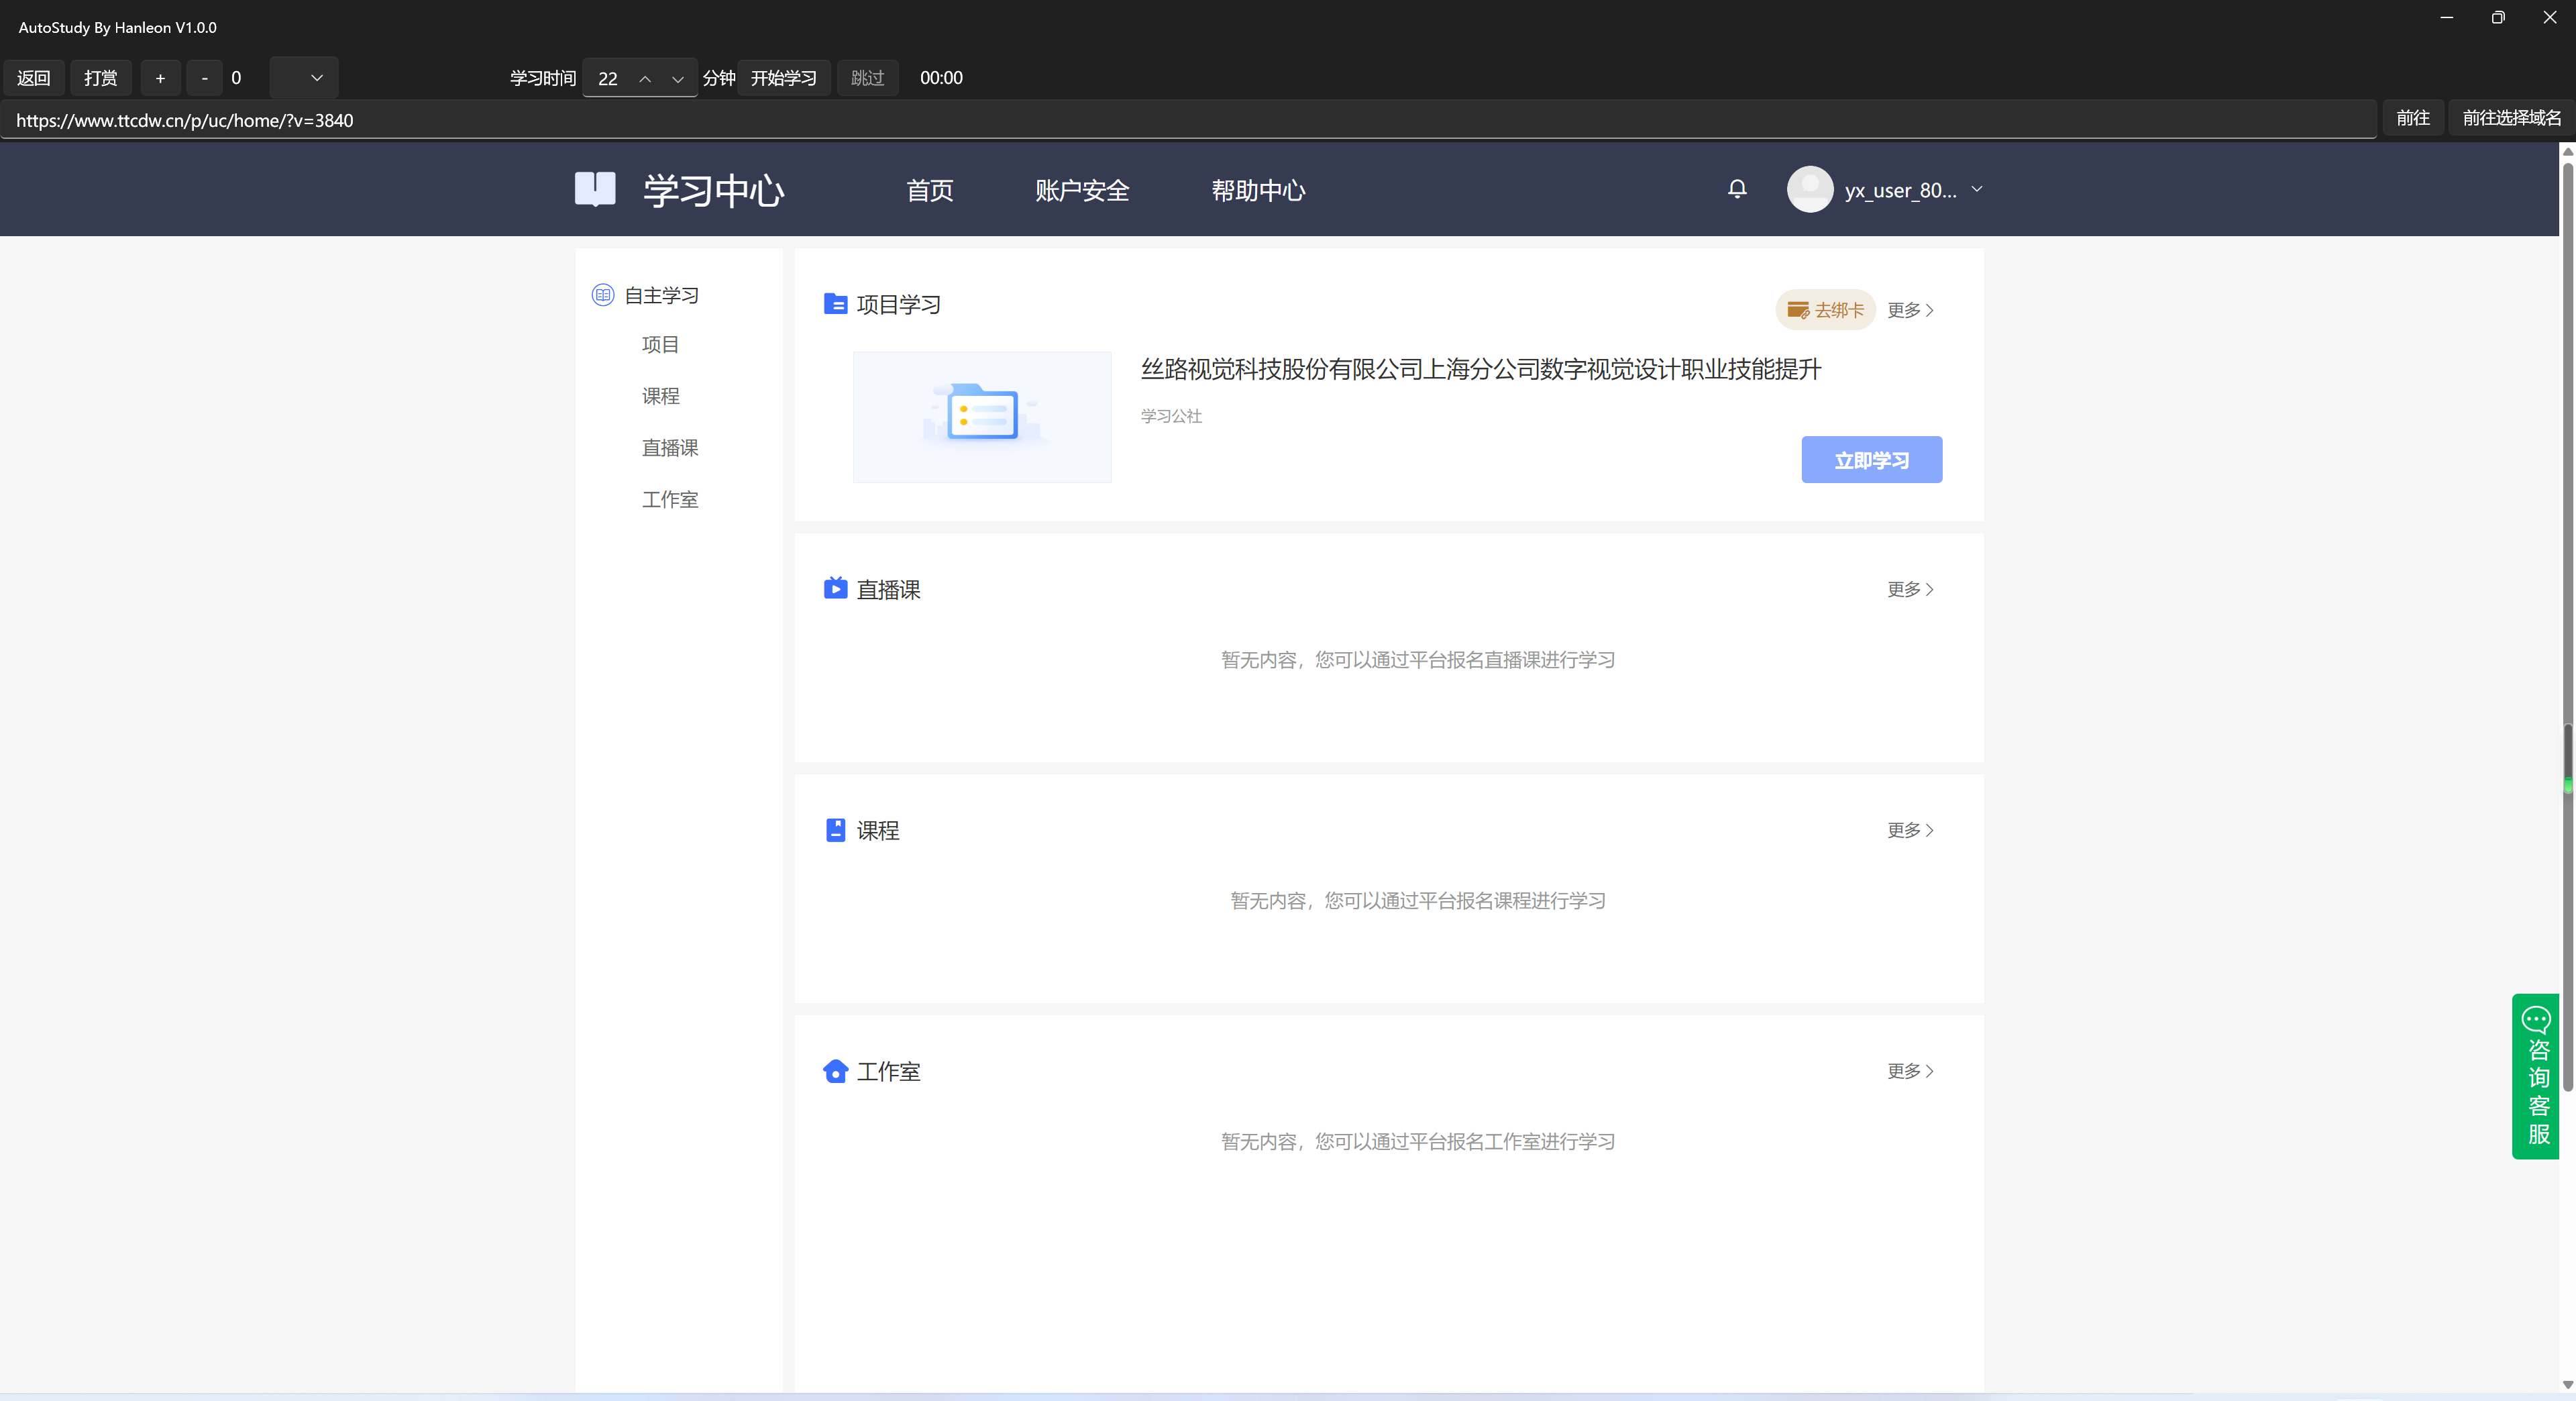 AutoStudy By Hanleon V1.0.0
返回 打赏 + - 0 学习时间 22 分钟 开始学习 跳过 00:00
https://www.ttcdw.cn/p/uc/home/?v=3840 前往 前往选择域名
学习中心 首页 账户安全 帮助中心 yx_user_80...
自主学习
项目
课程
直播课
工作室
项目学习 去绑卡 更多
丝路视觉科技股份有限公司上海分公司数字视觉设计职业技能提升
学习公社
立即学习
直播课 更多
暂无内容，您可以通过平台报名直播课进行学习
课程 更多
暂无内容，您可以通过平台报名课程进行学习
工作室 更多
暂无内容，您可以通过平台报名工作室进行学习
咨询客服